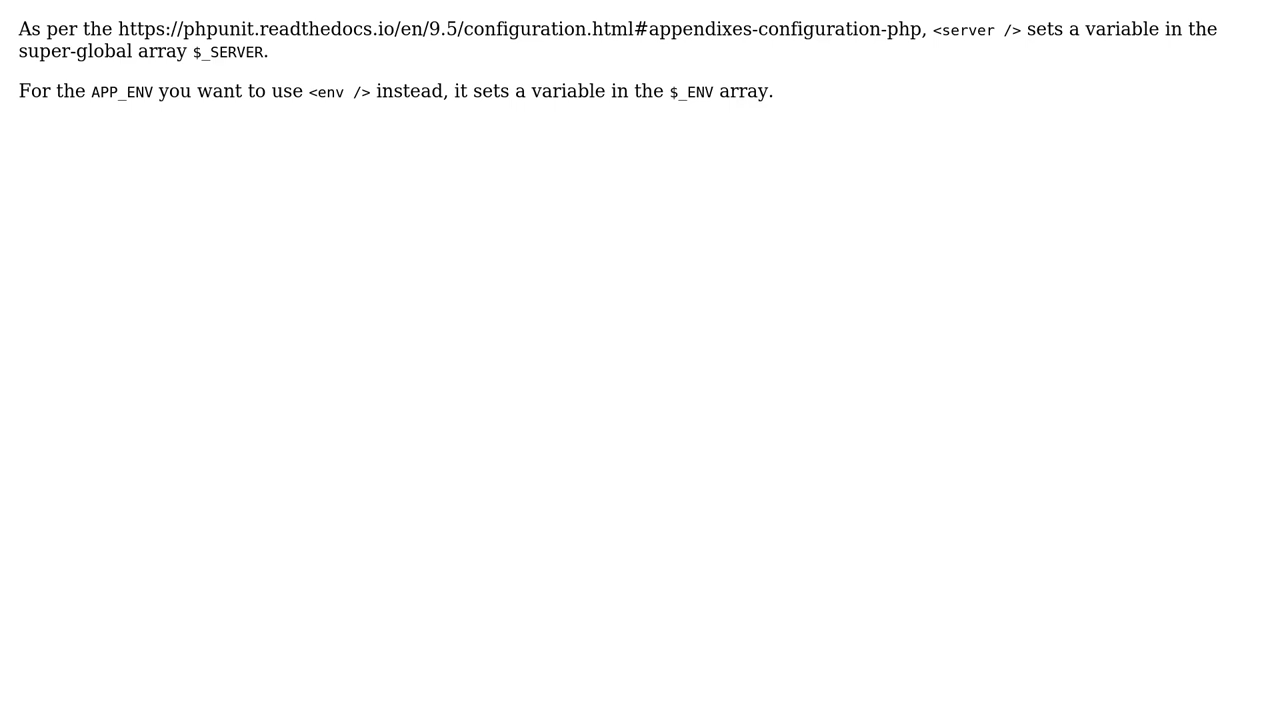 As per the https://phpunit.readthedocs.io/en/9.5/configuration.html#appendixes-configuration-php, <server /> sets a variable in the
super-global array $_SERVER.
For the APP_ENV you want to use <env /> instead, it sets a variable in the $_ENV array.